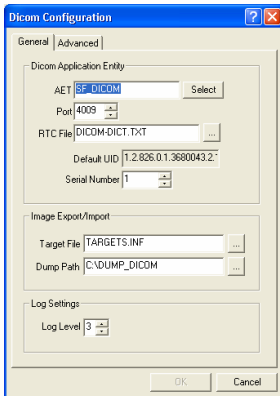 Dicom Configuration
General Advanced
Dicom Application Entity
AET SF_DICOM Select
Port 4009
RTC File DICOM-DICT.TXT ...
Default UID 1.2.826.0.1.3680043.2.
Serial Number 1
Image Export/Import
Target File TARGETS.INF ...
Dump Path C:\DUMP_DICOM ...
Log Settings
Log Level 3
OK Cancel